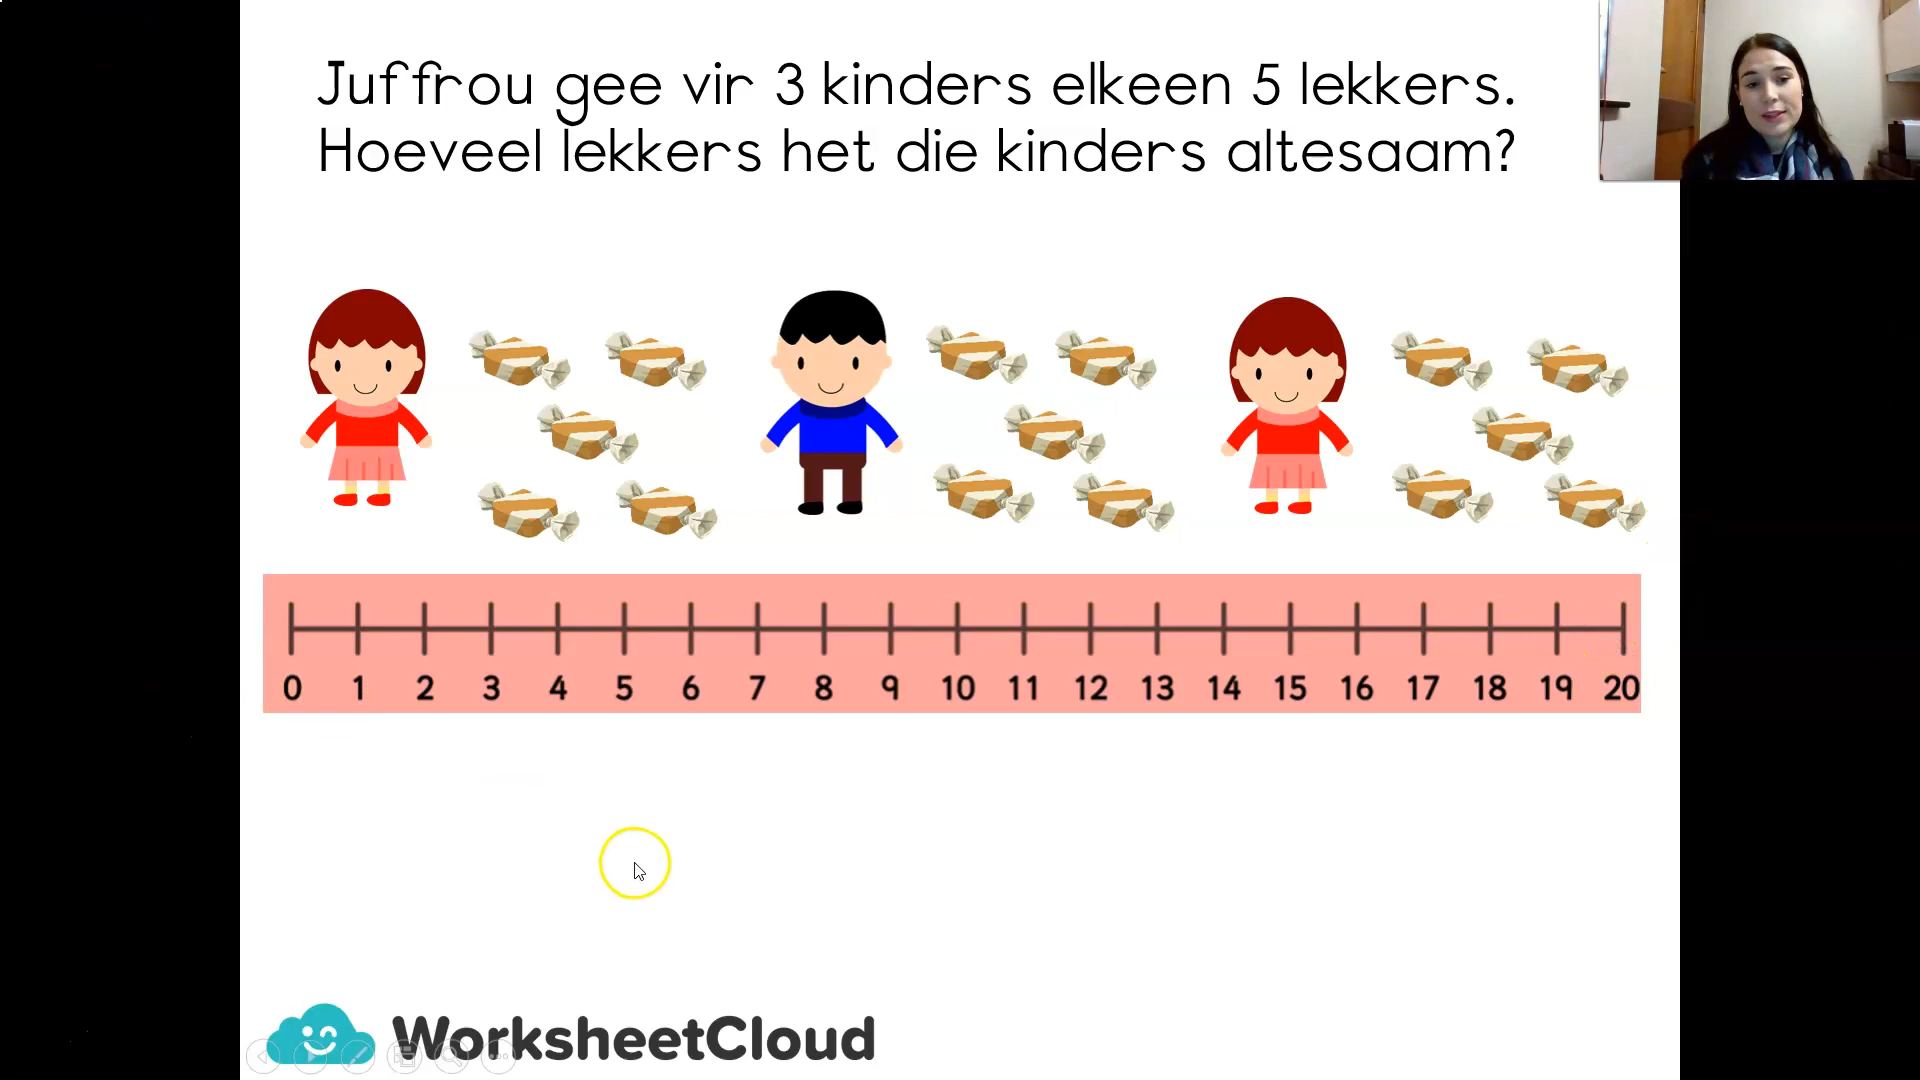 Juffrou gee vir 3 kinders elkeen 5 lekkers.
Hoeveel lekkers het die kinders altesaam?
0 1 2 3 4 5 6 7 8 9 10 11 12 13 14 15 16 17 18 19 20
WorksheetCloud